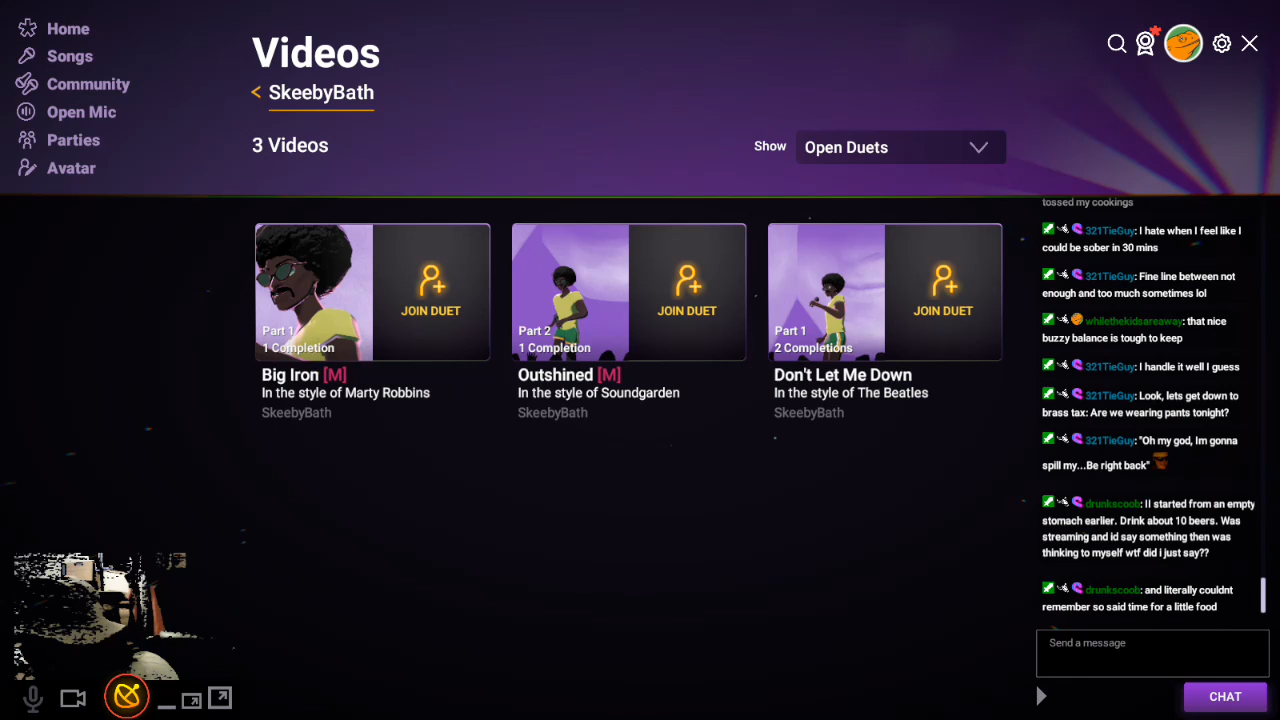 Home
Songs
Community
Open Mic
Parties
Avatar
Videos
< SkeebyBath
3 Videos
Show
Open Duets
Part 1
1 Completion
JOIN DUET
Big Iron [M]
In the style of Marty Robbins
SkeebyBath
Part 2
1 Completion
JOIN DUET
Outshined [M]
In the style of Soundgarden
SkeebyBath
Part 1
2 Completions
JOIN DUET
Don't Let Me Down
In the style of The Beatles
SkeebyBath
tossed my cookings
321TieGuy: I hate when I feel like I
could be sober in 30 mins
321TieGuy: Fine line between not
enough and too much sometimes lol
whilethekidsareaway: that nice
buzzy balance is tough to keep
321TieGuy: I handle it well I guess
321TieGuy: Look, lets get down to
brass tax: Are we wearing pants tonight?
321TieGuy: "Oh my god, Im gonna
spill my...Be right back"
drunkscoob: II started from an empty
stomach earlier. Drink about 10 beers. Was
streaming and id say something then was
thinking to myself wtf did i just say??
drunkscoob: and literally couldnt
remember so said time for a little food
Send a message
CHAT